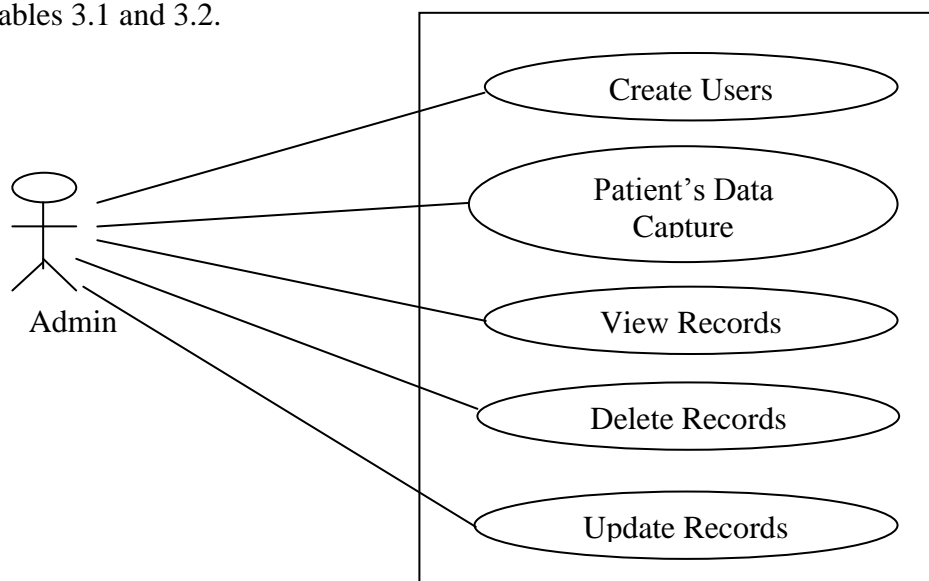 ables 3.1 and 3.2.
Create Users
Patient’s Data
Capture
View Records
Admin
Delete Records
Update Records